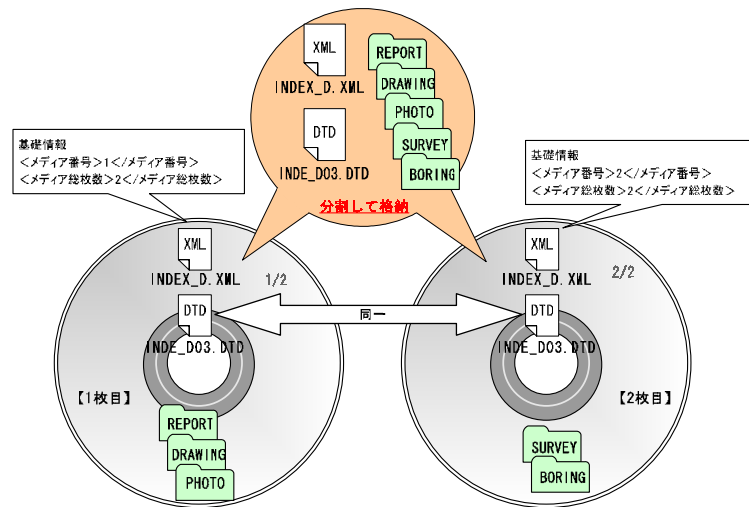 XML
INDEX_D.XML
DTD
INDE_D03.DTD
REPORT
DRAWING
PHOTO
SURVEY
BORING
分割して格納
基礎情報
<メディア番号>1</メディア番号>
<メディア総枚数>2</メディア総枚数>
基礎情報
<メディア番号>2</メディア番号>
<メディア総枚数>2</メディア総枚数>
XML
INDEX_D.XML
1/2
DTD
INDE_D03.DTD
【1枚目】
REPORT
DRAWING
PHOTO
同一
XML
INDEX_D.XML
2/2
DTD
INDE_D03.DTD
【2枚目】
SURVEY
BORING